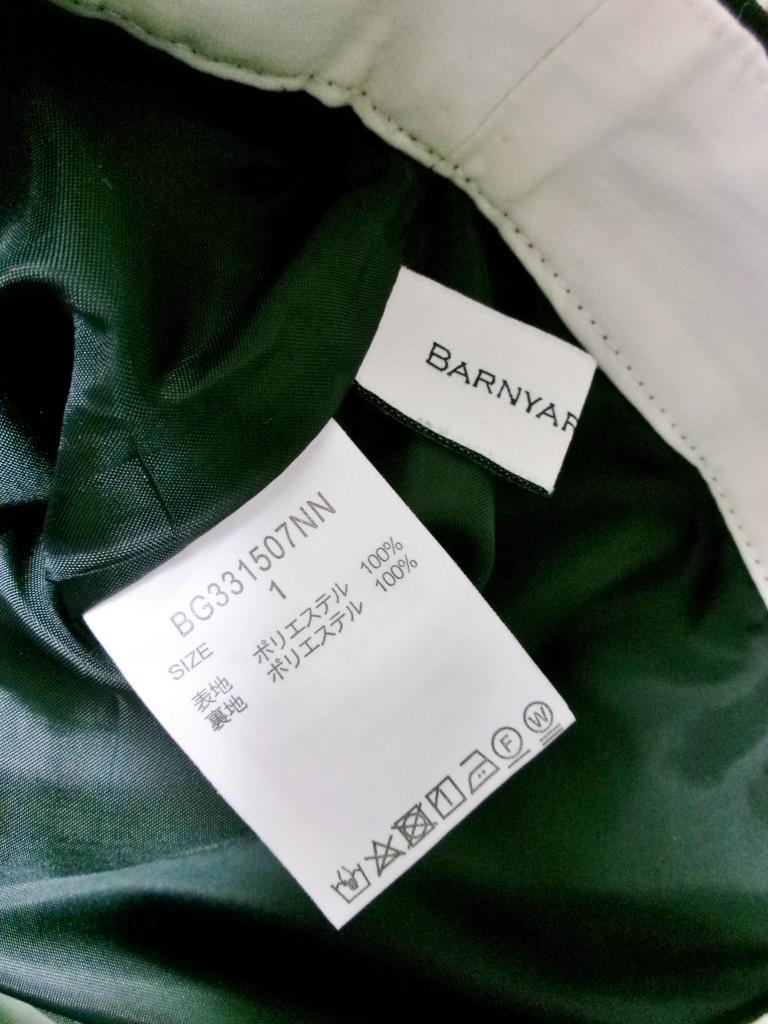 BARNYAR
BG331507NN
SIZE 1
表地 ポリエステル 100%
裏地 ポリエステル 100%
F W